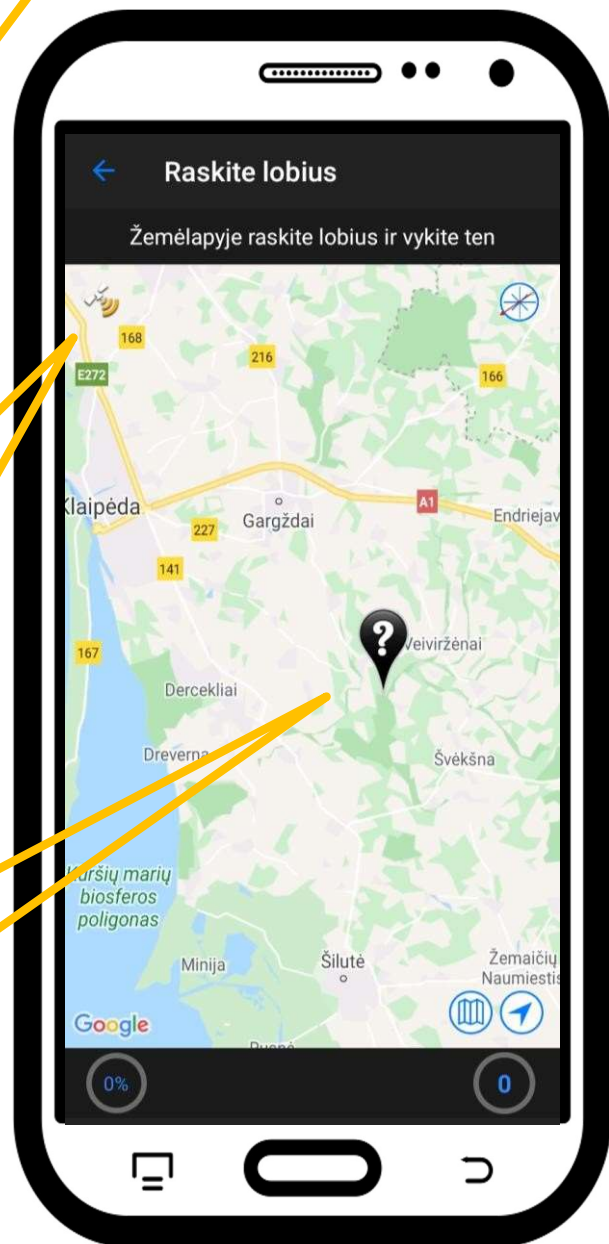 Raskite lobius
Žemėlapyje raskite lobius ir vykite ten
168
216
E272
166
Klaipėda
A1
Gargždai
Endriejav
227
141
?
Veiviržėnai
167
Dercekliai
Dreverna
Švėkšna
Kuršių marių
biosferos
poligonas
Minija
Šilutė
Žemaičių
Naumiestis
Google
0%
0